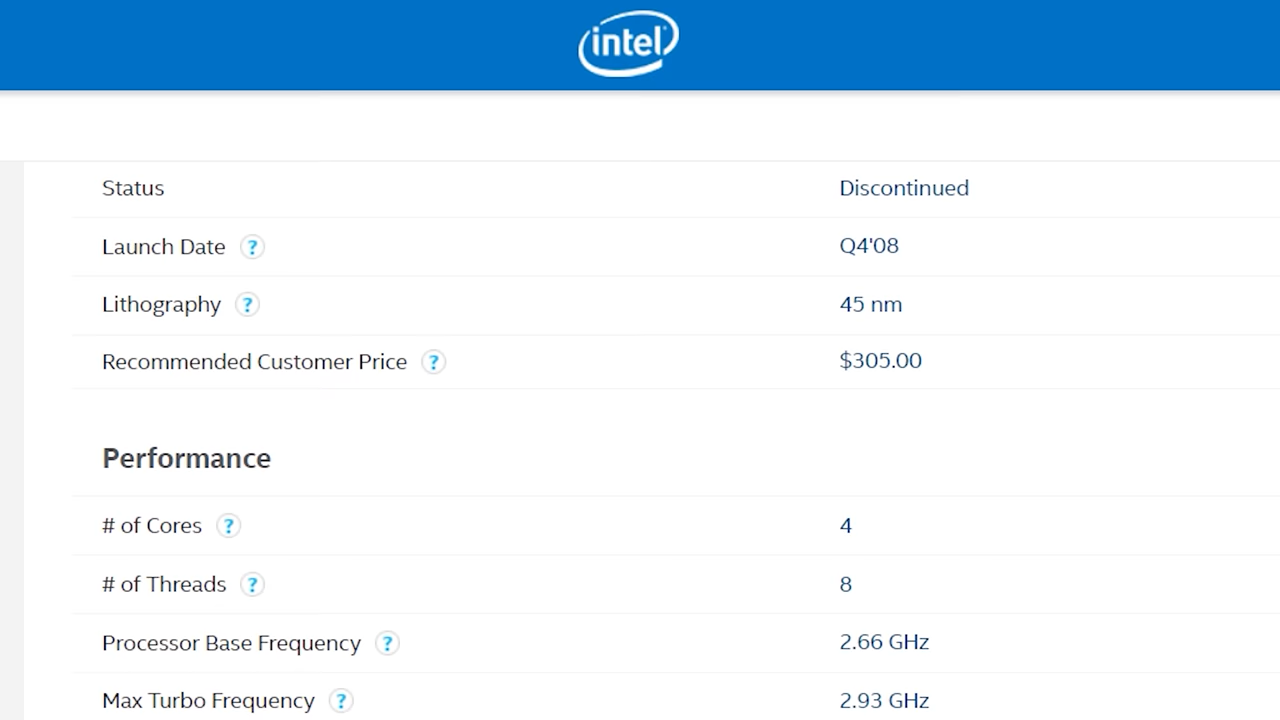 intel
Status Discontinued
Launch Date ? Q4'08
Lithography ? 45 nm
Recommended Customer Price ? $305.00
Performance
# of Cores ? 4
# of Threads ? 8
Processor Base Frequency ? 2.66 GHz
Max Turbo Frequency ? 2.93 GHz